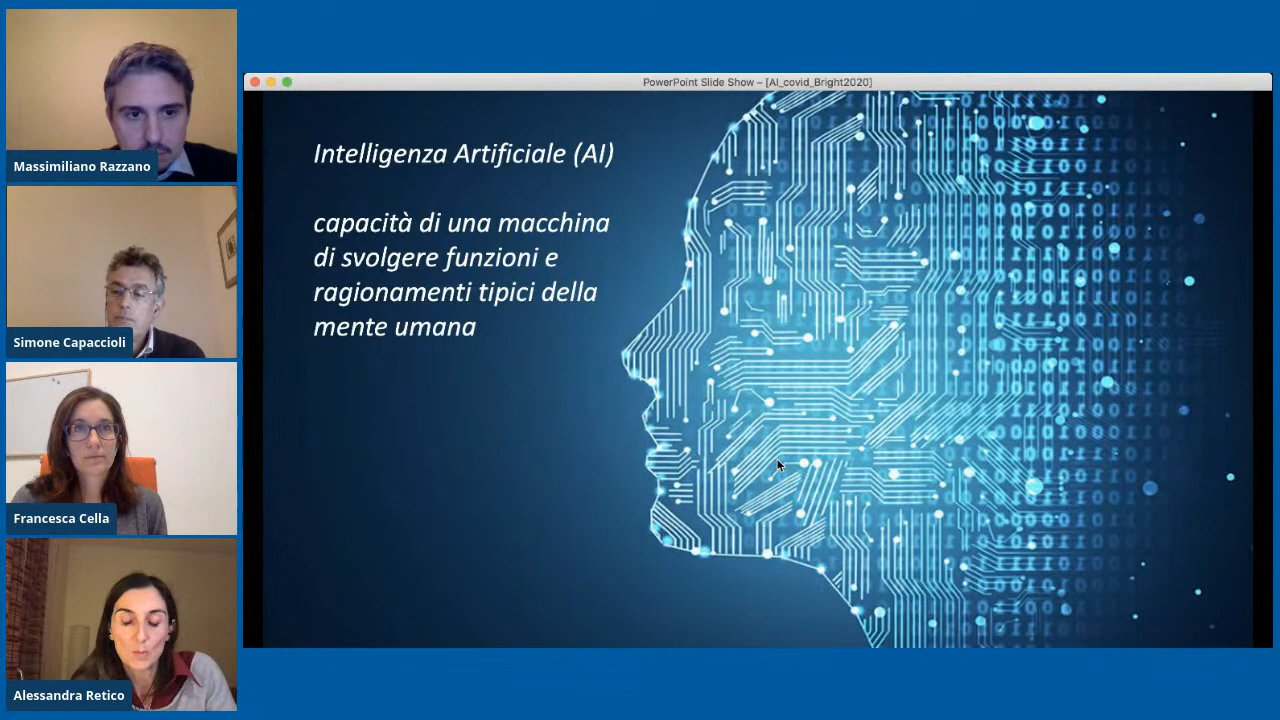 PowerPoint Slide Show – [AI_covid_Bright2020]
Massimiliano Razzano
Simone Capaccioli
Francesca Cella
Alessandra Retico
Intelligenza Artificiale (AI)
capacità di una macchina
di svolgere funzioni e
ragionamenti tipici della
mente umana